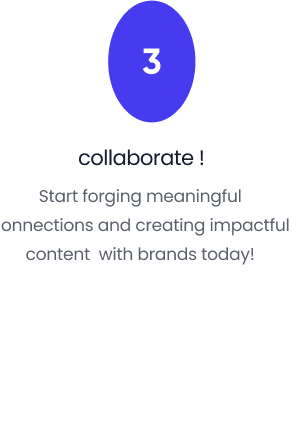 3
collaborate !
Start forging meaningful
onnections and creating impactful
content  with brands today!